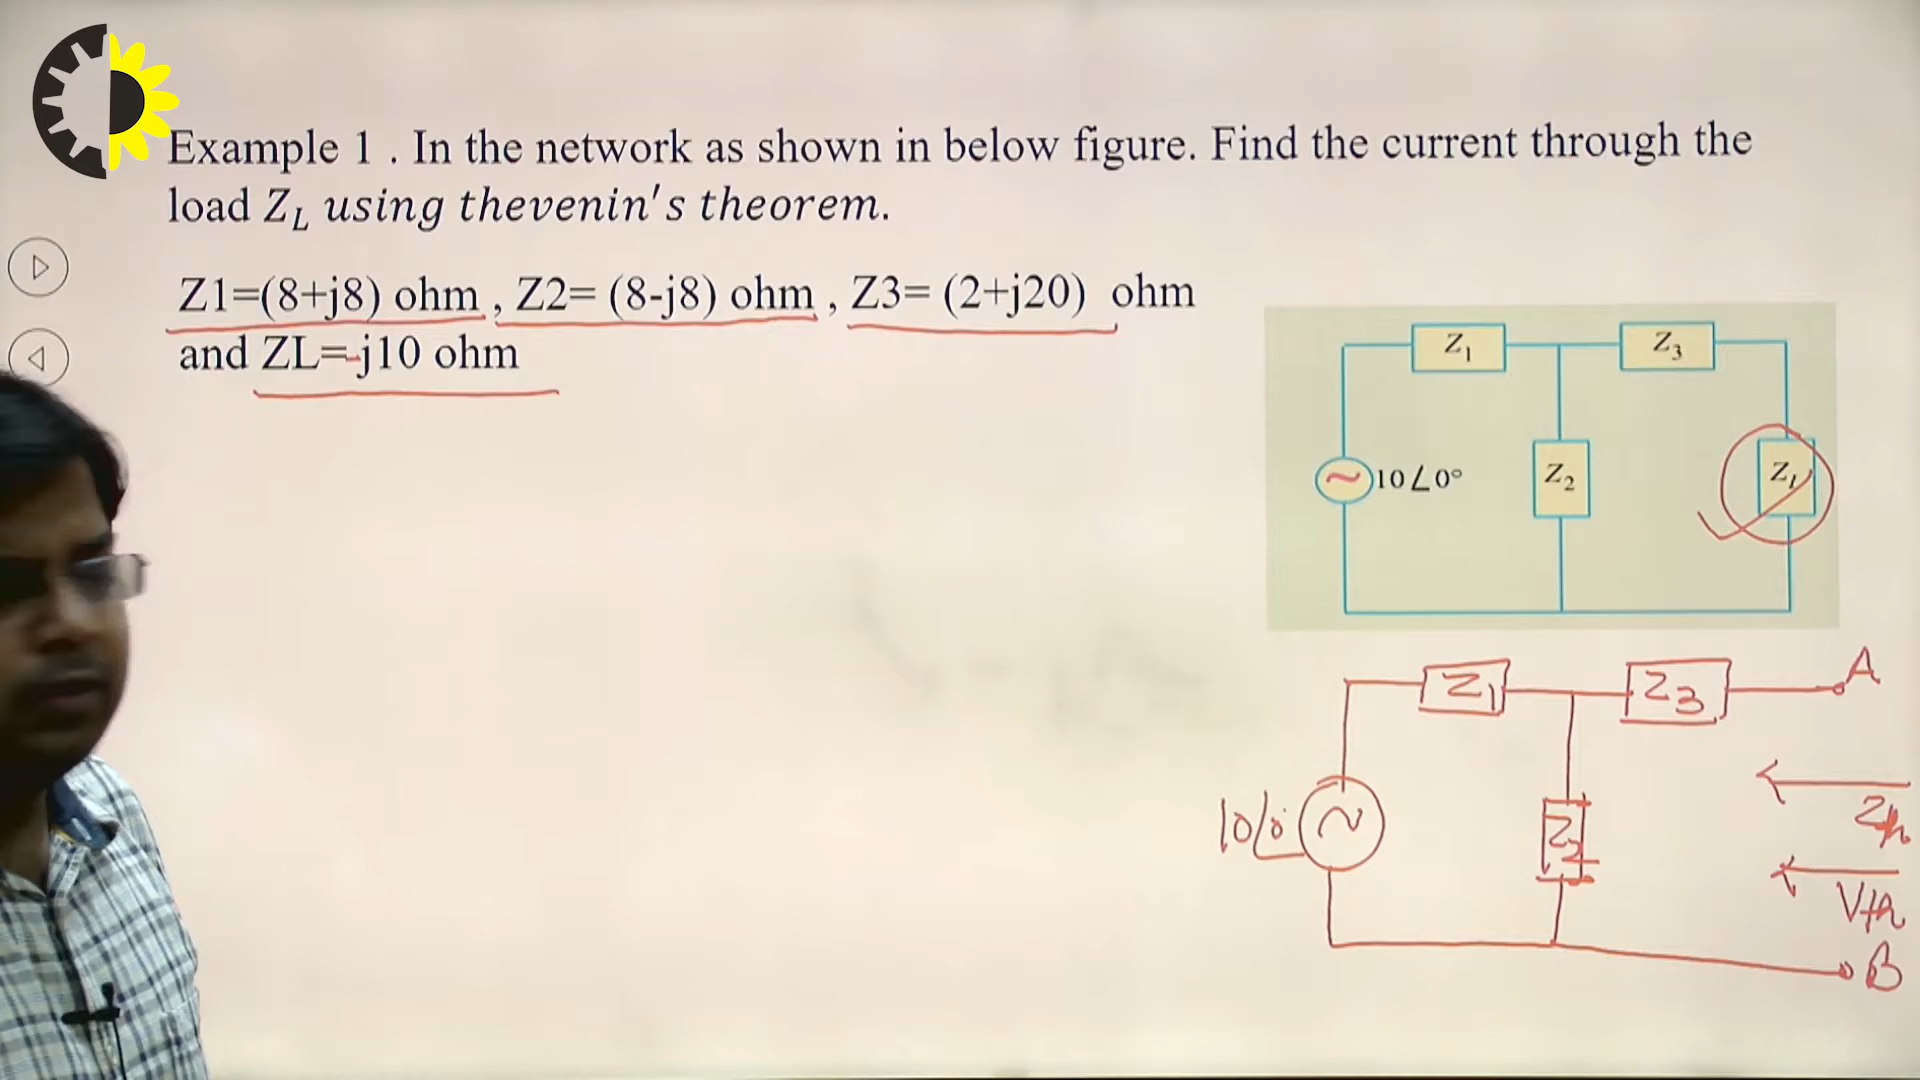 Example 1 . In the network as shown in below figure. Find the current through the
load Z_L using thevenin's theorem.
Z1=(8+j8) ohm , Z2= (8-j8) ohm , Z3= (2+j20) ohm
and ZL=-j10 ohm
Z1
Z3
10∠0°
Z2
ZL
Z1
Z3
A
10∠0°
Z2
Zth
Vth
B